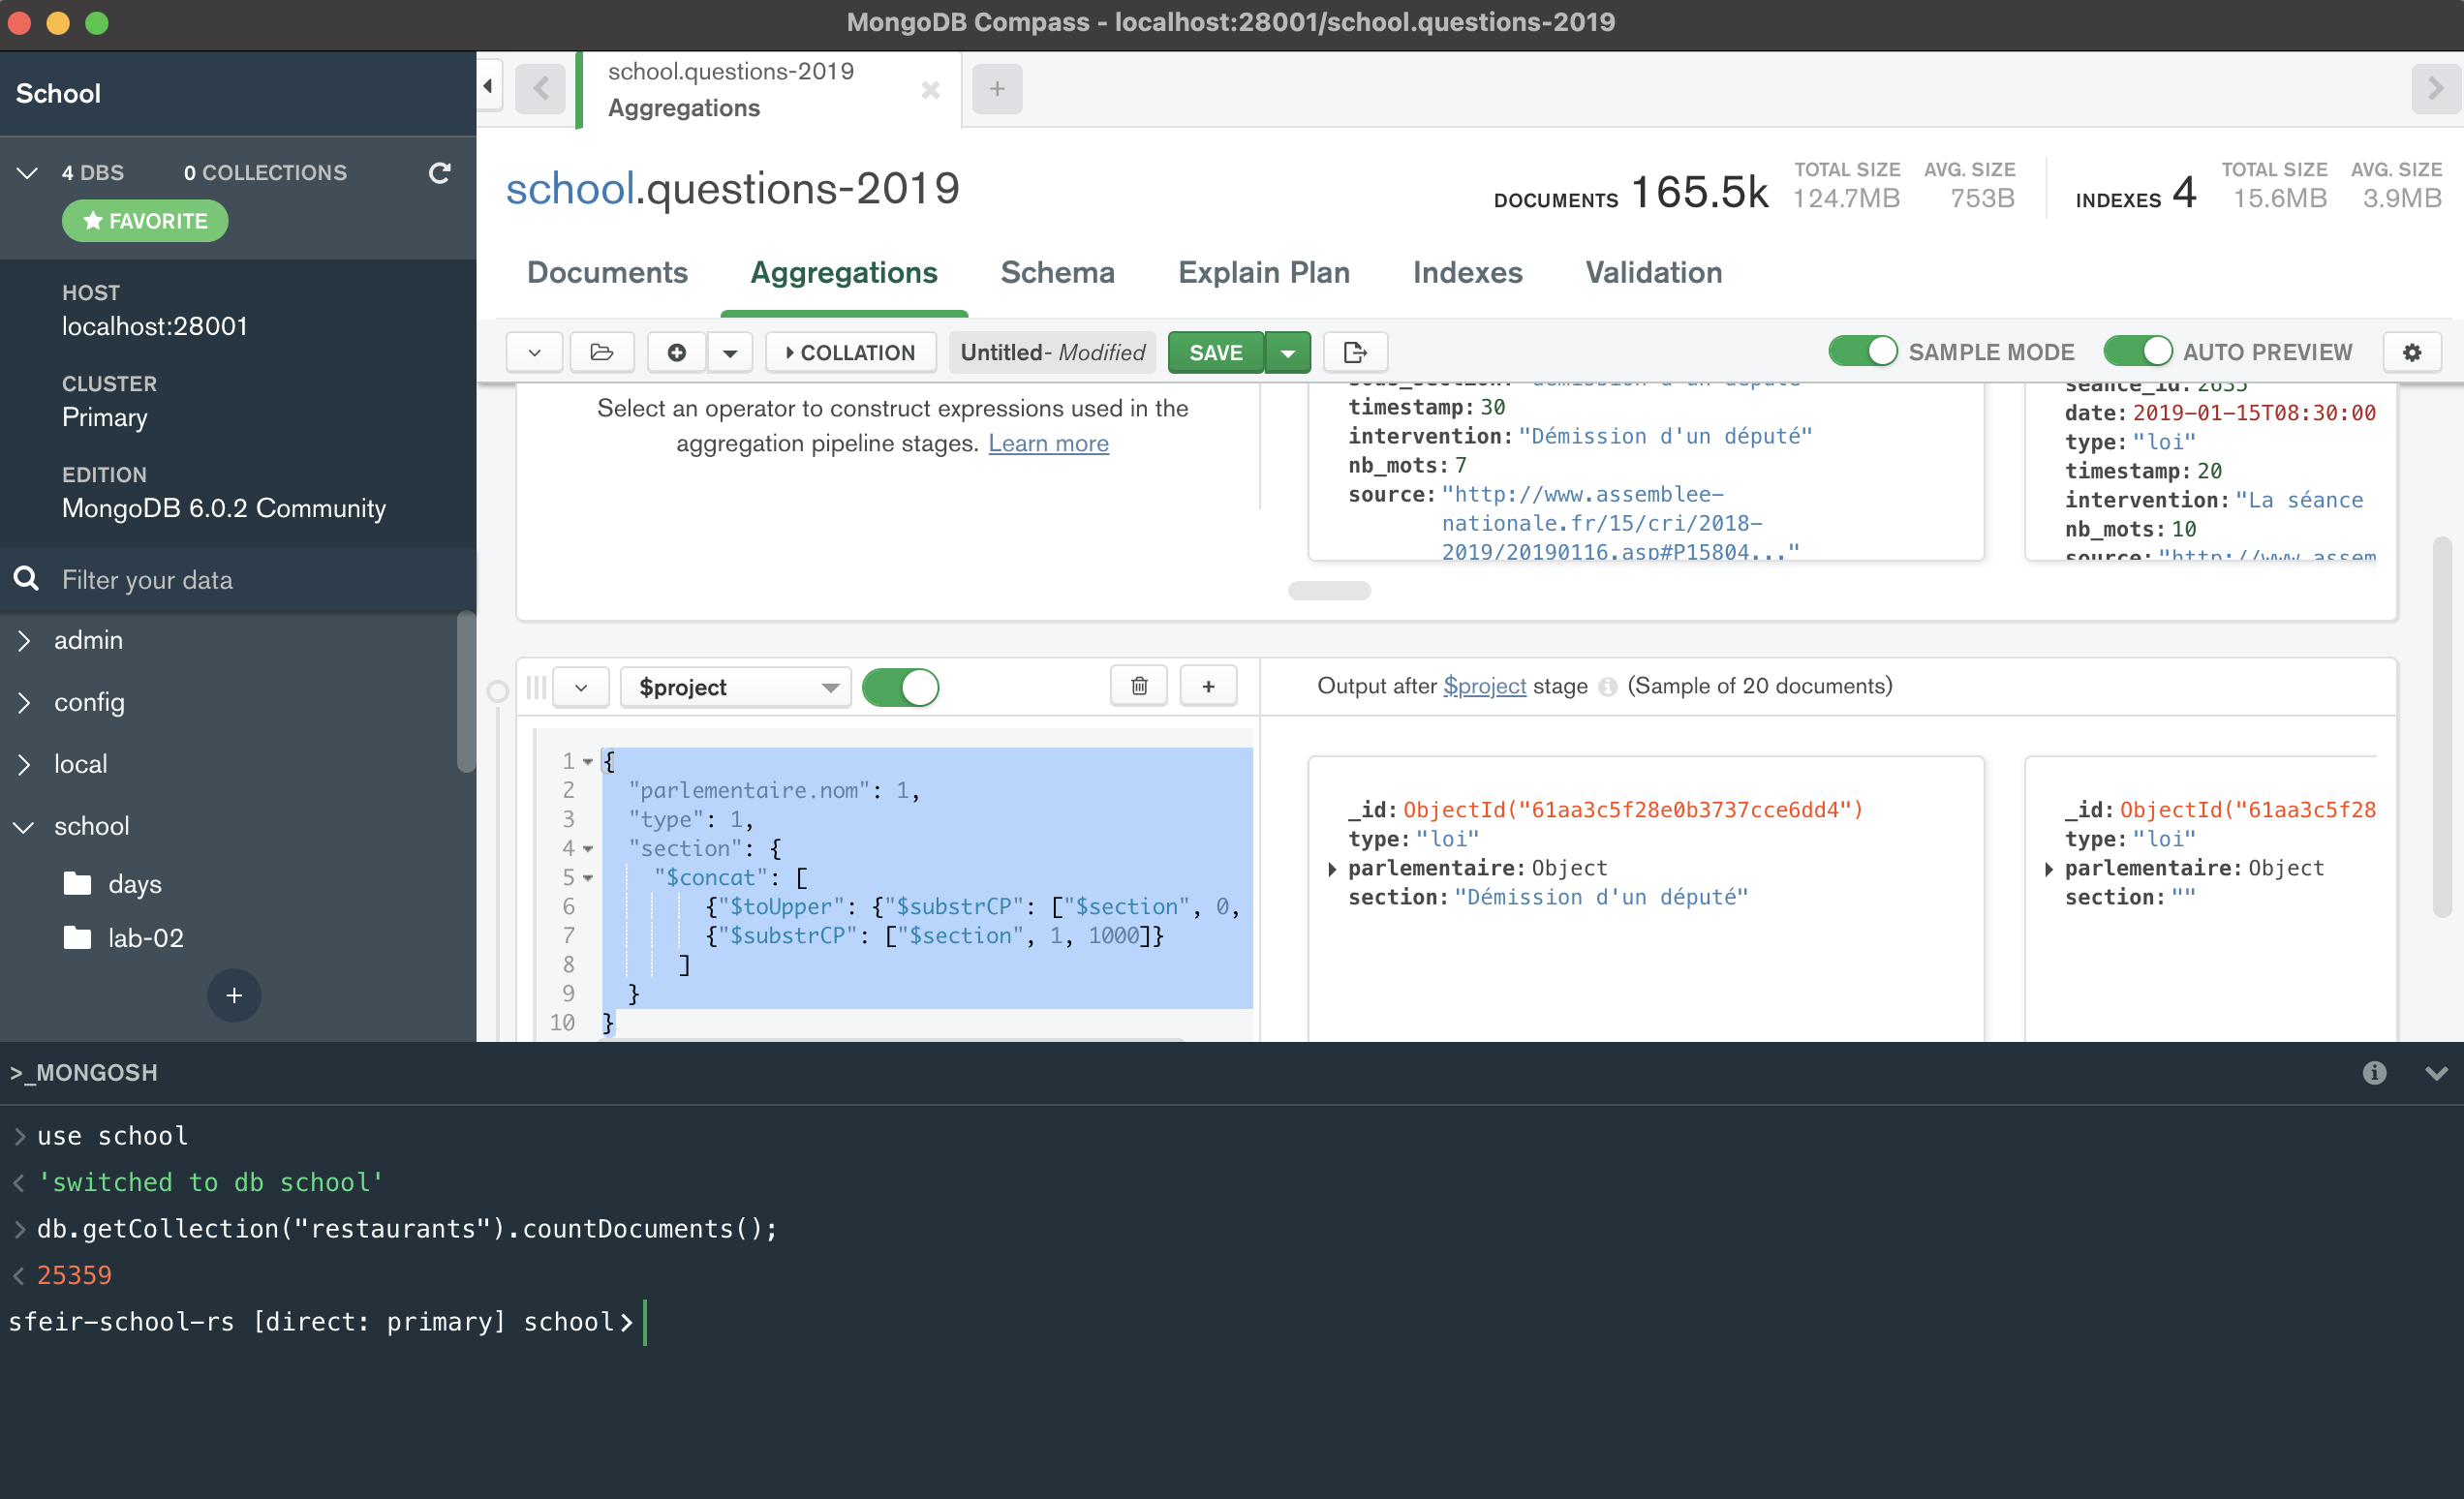 MongoDB Compass - localhost:28001/school.questions-2019
School
4 DBS 0 COLLECTIONS
FAVORITE
HOST
localhost:28001
CLUSTER
Primary
EDITION
MongoDB 6.0.2 Community
Filter your data
admin
config
local
school
days
lab-02
+
school.questions-2019
Aggregations
+
school.questions-2019
DOCUMENTS 165.5k TOTAL SIZE 124.7MB AVG. SIZE 753B
INDEXES 4 TOTAL SIZE 15.6MB AVG. SIZE 3.9MB
Documents Aggregations Schema Explain Plan Indexes Validation
COLLATION Untitled- Modified SAVE SAMPLE MODE AUTO PREVIEW
Select an operator to construct expressions used in the
aggregation pipeline stages. Learn more
sous_section: "démission d'un député"
timestamp: 30
intervention: "Démission d'un député"
nb_mots: 7
source: "http://www.assemblee-
nationale.fr/15/cri/2018-
2019/20190116.asp#P15804..."
seance_id: 2635
date: 2019-01-15T08:30:00
type: "loi"
timestamp: 20
intervention: "La séance
nb_mots: 10
source: "http://www.assem
$project
+
Output after $project stage (Sample of 20 documents)
1 {
2 "parlementaire.nom": 1,
3 "type": 1,
4 "section": {
5 "$concat": [
6 {"$toUpper": {"$substrCP": ["$section", 0,
7 {"$substrCP": ["$section", 1, 1000]}
8 ]
9 }
10 }
_id: ObjectId("61aa3c5f28e0b3737cce6dd4")
type: "loi"
parlementaire: Object
section: "Démission d'un député"
_id: ObjectId("61aa3c5f28
type: "loi"
parlementaire: Object
section: ""
>_MONGOSH
> use school
< 'switched to db school'
> db.getCollection("restaurants").countDocuments();
< 25359
sfeir-school-rs [direct: primary] school>